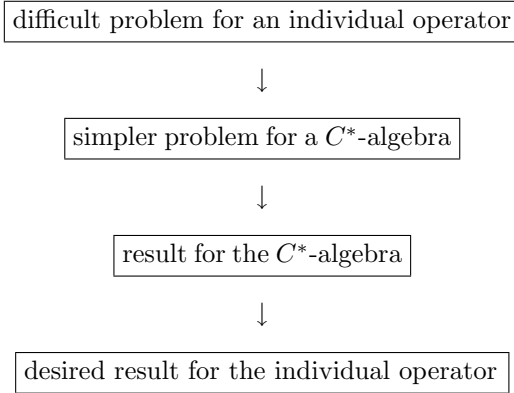 difficult problem for an individual operator
↓
simpler problem for a C*-algebra
↓
result for the C*-algebra
↓
desired result for the individual operator